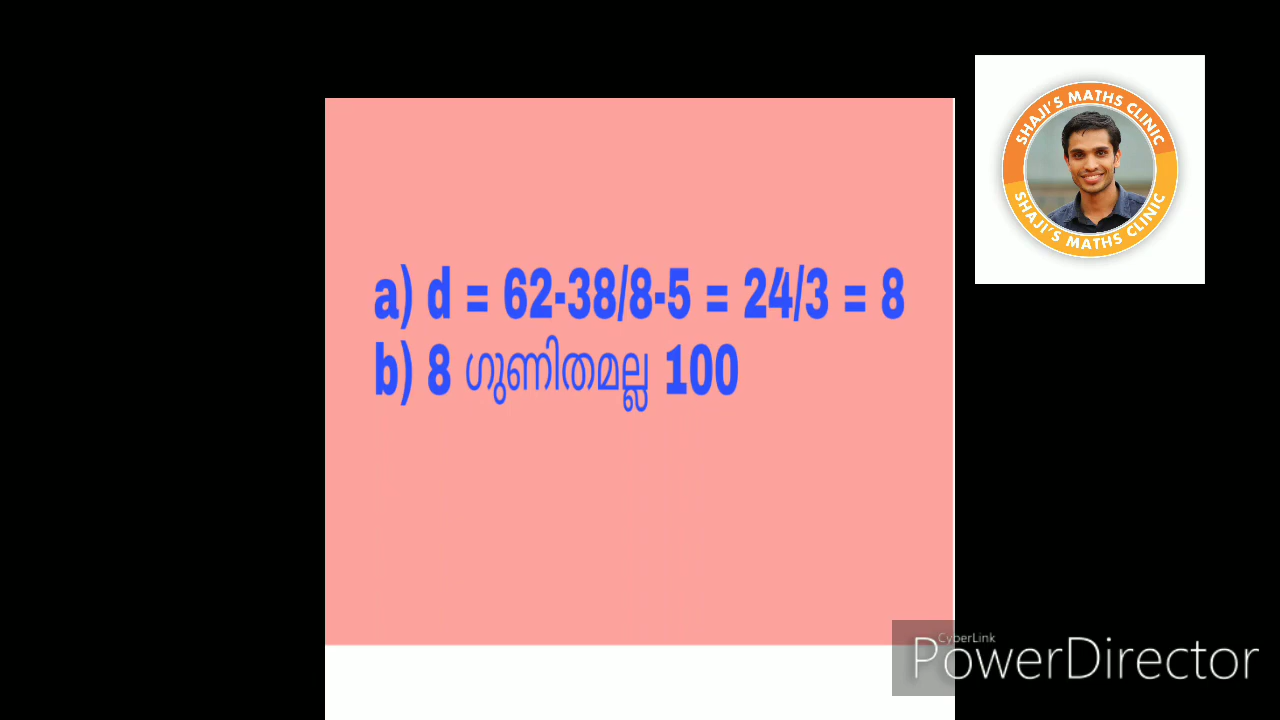 SHAJI'S MATHS CLINIC
SHAJI'S MATHS CLINIC
a) d = 62-38/8-5 = 24/3 = 8
b) 8 ഗുണിതമല്ല 100
CyberLink
PowerDirector